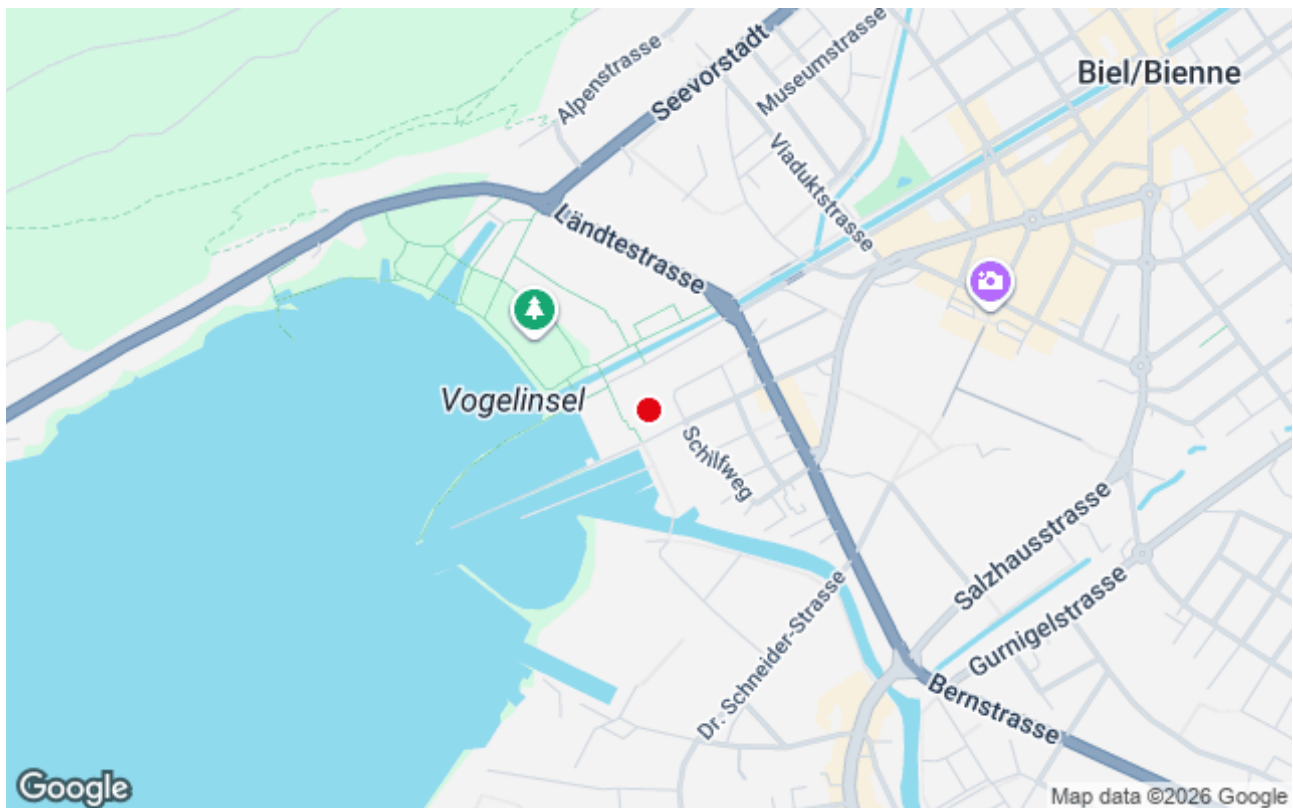 Alpenstrasse
Seevorstadt
Museumstrasse
Biel/Bienne
Viaduktstrasse
Ländtestrasse
Vogelinsel
Schilfweg
Salzhausstrasse
Gurnigelstrasse
Dr. Schneider-Strasse
Bernstrasse
Google
Map data ©2026 Google